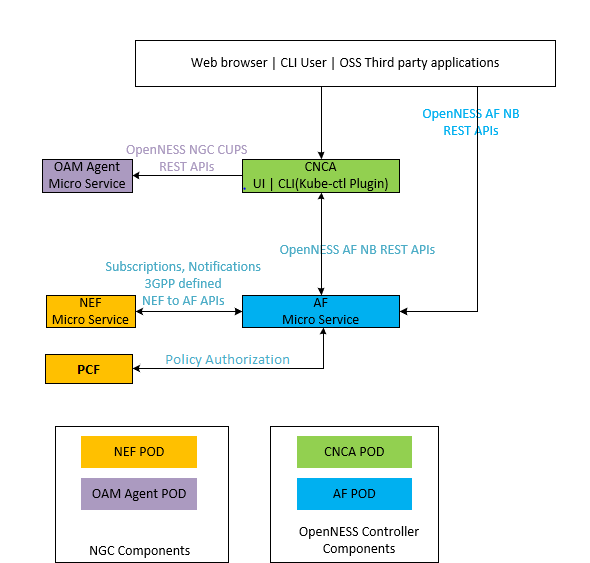 Web browser | CLI User | OSS Third party applications
OpenNESS AF NB
REST APIs
OpenNESS NGC CUPS
REST APIs
OAM Agent
Micro Service
CNCA
UI | CLI(Kube-ctl Plugin)
OpenNESS AF NB REST APIs
Subscriptions, Notifications
3GPP defined
NEF to AF APIs
NEF
Micro Service
AF
Micro Service
PCF
Policy Authorization
NEF POD
OAM Agent POD
NGC Components
CNCA POD
AF POD
OpenNESS Controller
Components